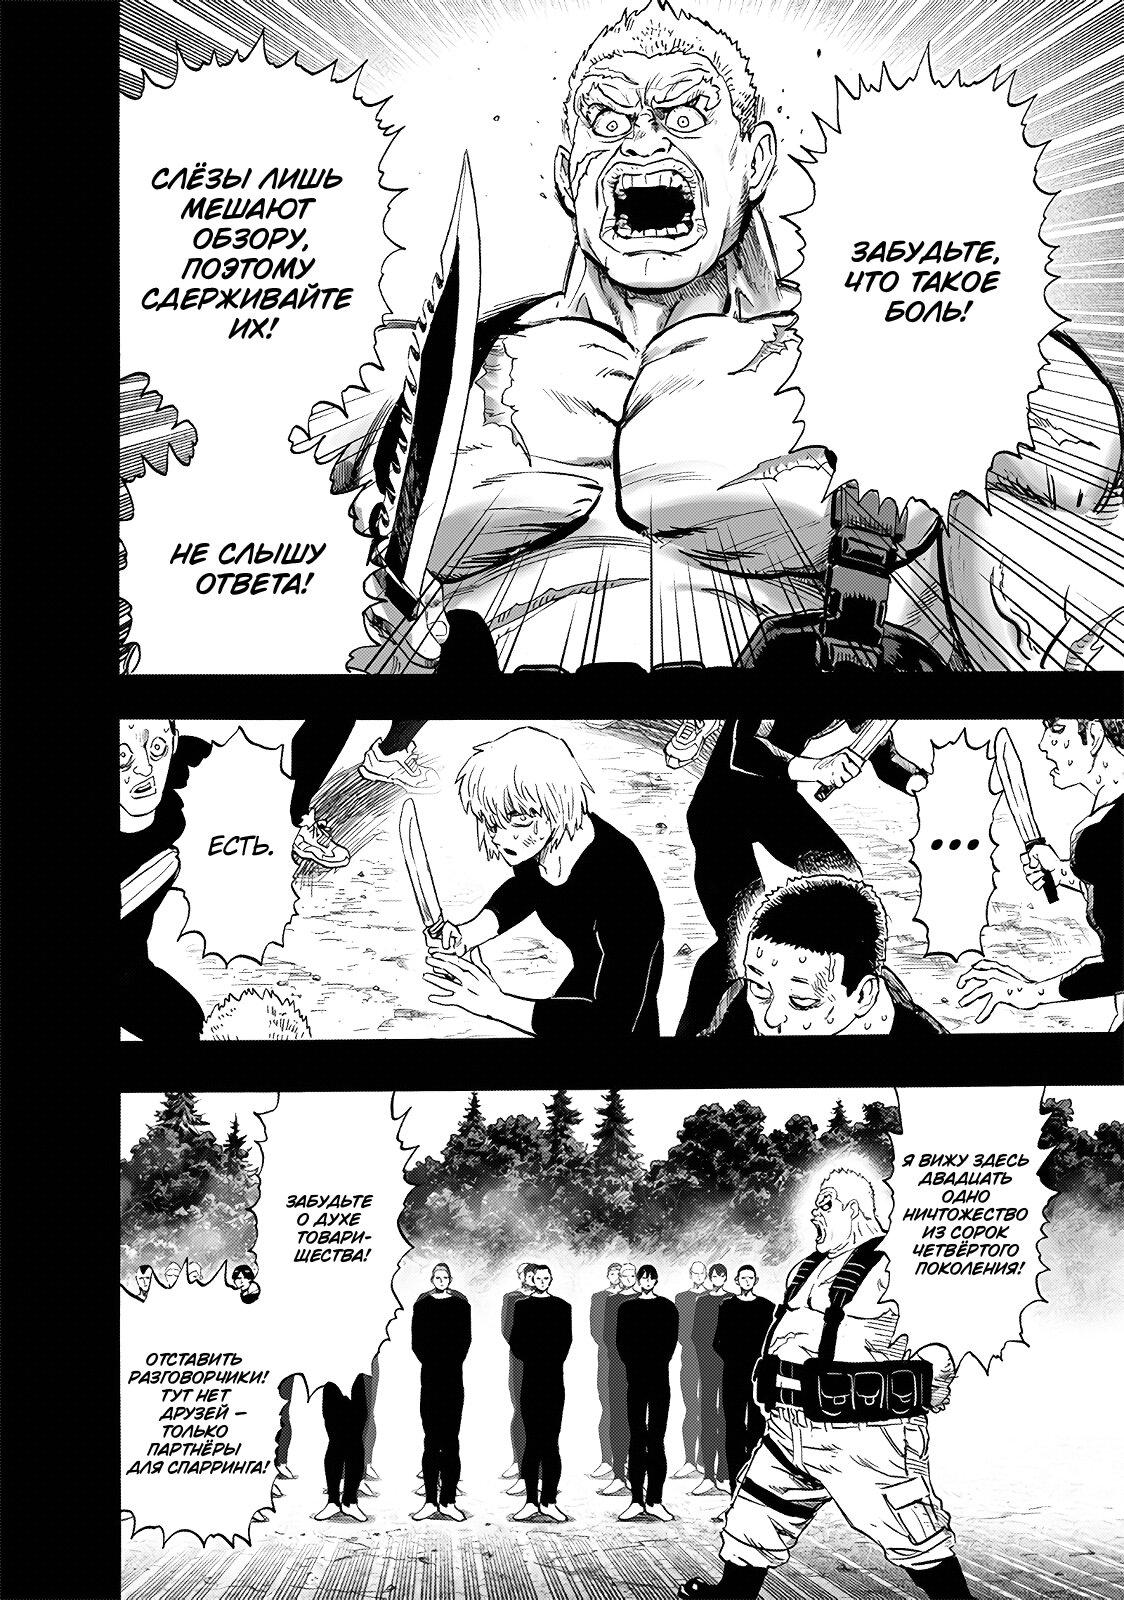 ЗАБУДЬТЕ,
ЧТО ТАКОЕ
БОЛЬ!
СЛЁЗЫ ЛИШЬ
МЕШАЮТ
ОБЗОРУ,
ПОЭТОМУ
СДЕРЖИВАЙТЕ
ИХ!
НЕ СЛЫШУ
ОТВЕТА!
...
ЕСТЬ.
Я ВИЖУ ЗДЕСЬ
ДВАДЦАТЬ
ОДНО
НИЧТОЖЕСТВО
ИЗ СОРОК
ЧЕТВЁРТОГО
ПОКОЛЕНИЯ!
ЗАБУДЬТЕ
О ДУХЕ
ТОВАРИ-
ЩЕСТВА!
ОТСТАВИТЬ
РАЗГОВОРЧИКИ!
ТУТ НЕТ
ДРУЗЕЙ –
ТОЛЬКО
ПАРТНЁРЫ
ДЛЯ СПАРРИНГА!